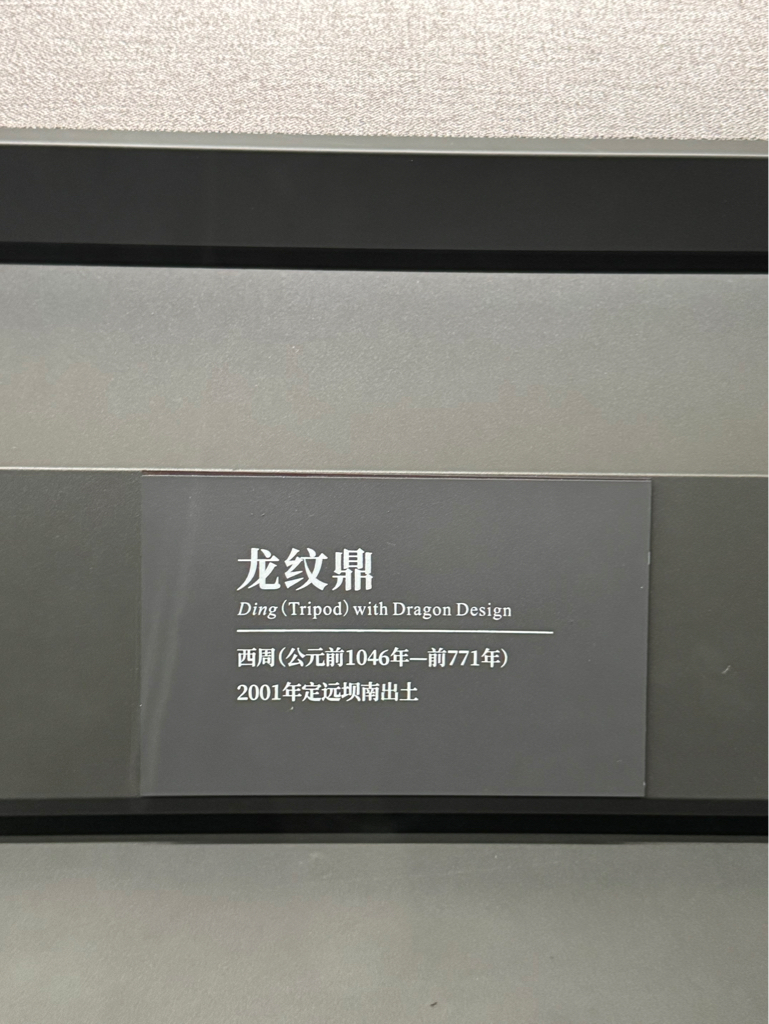 龙纹鼎
Ding (Tripod) with Dragon Design
西周(公元前1046年—前771年)
2001年定远坝南出土